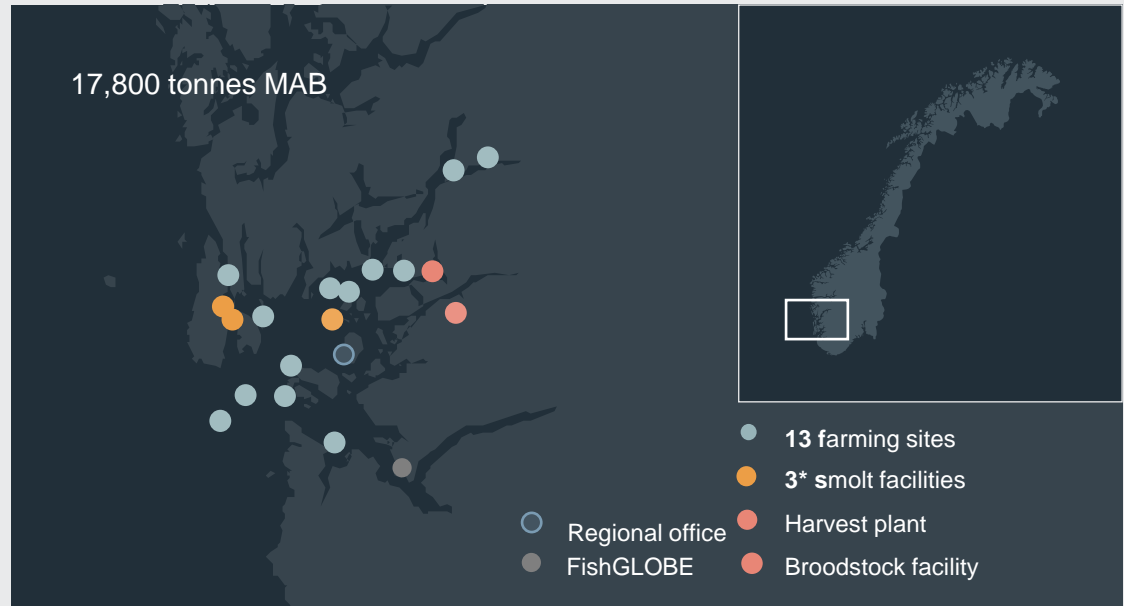 17,800 tonnes MAB
13 farming sites
3* smolt facilities
Regional office
Harvest plant
FishGLOBE
Broodstock facility